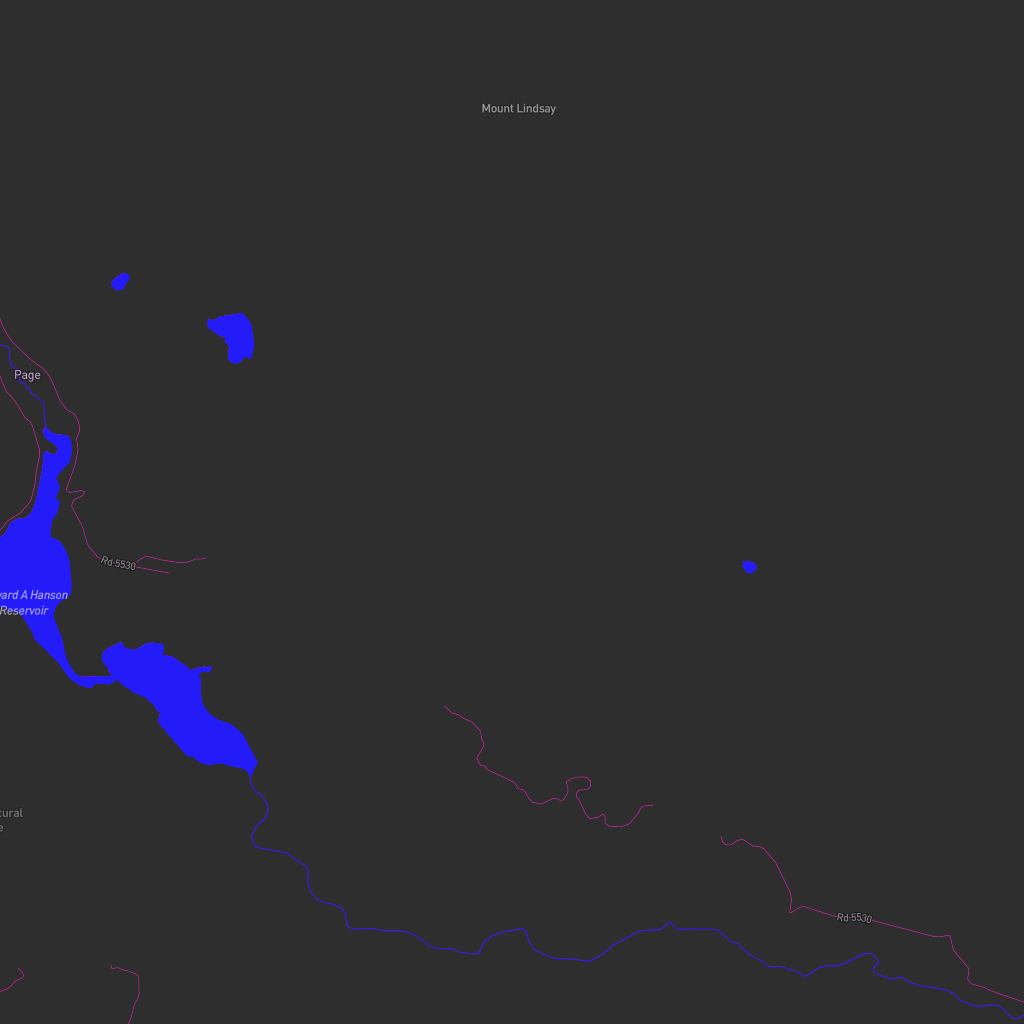 Mount Lindsay
Page
Rd 5530
ward A Hanson
Reservoir
tural
e
Rd 5530